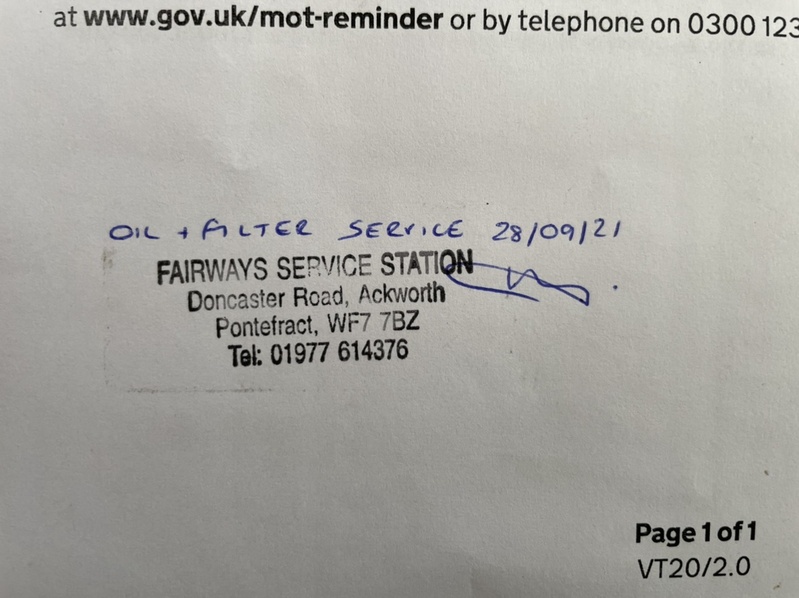 at www.gov.uk/mot-reminder or by telephone on 0300 123
OIL + FILTER SERVICE 28/09/21
FAIRWAYS SERVICE STATION
Doncaster Road, Ackworth
Pontefract, WF7 7BZ
Tel: 01977 614376
Page 1 of 1
VT20/2.0